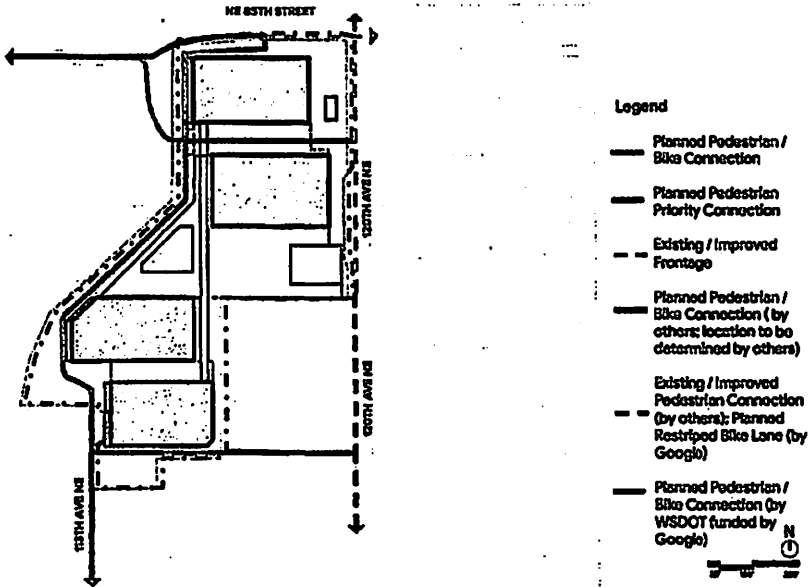 NE 85TH STREET
120TH AVE NE
120TH AVE NE
118TH AVE NE
Legend
Planned Pedestrian /
Bike Connection
Planned Pedestrian
Priority Connection
Existing / Improved
Frontage
Planned Pedestrian /
Bike Connection ( by
others; location to be
determined by others)
Existing / Improved
Pedestrian Connection
(by others); Planned
Restriped Bike Lane (by
Google)
Planned Pedestrian /
Bike Connection (by
WSDOT funded by
Google)
N